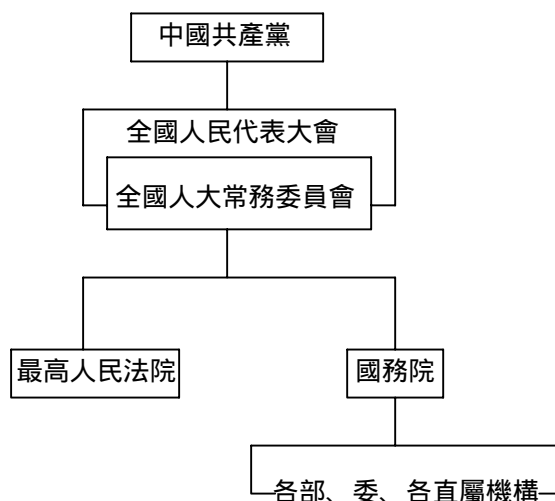 中國共產黨
全國人民代表大會
全國人大常務委員會
最高人民法院
國務院
各部、委、各直屬機構